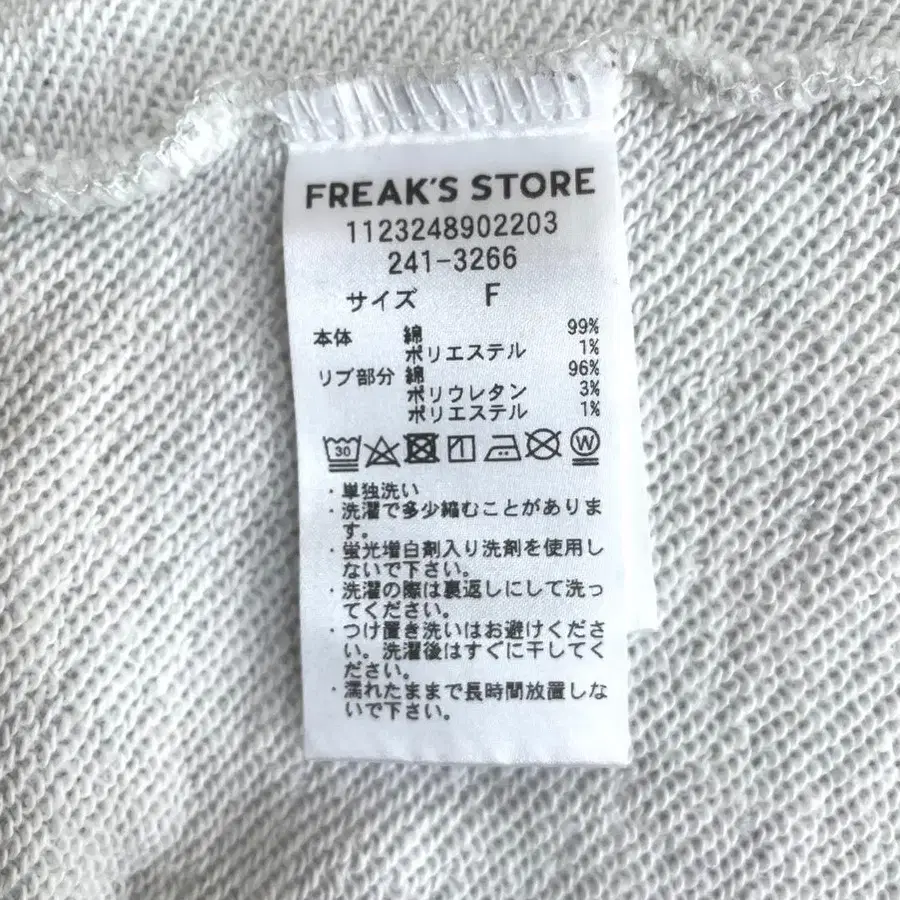 FREAK'S STORE
1123248902203
241-3266
サイズ F
本体 綿 99%
ポリエステル 1%
リブ部分 綿 96%
ポリウレタン 3%
ポリエステル 1%
30 W
・単独洗い
・洗濯で多少縮むことがありま
す。
・蛍光増白剤入り洗剤を使用し
ないで下さい。
・洗濯の際は裏返しにして洗っ
てください。
・つけ置き洗いはお避けくださ
い。洗濯後はすぐに干してく
ださい。
・濡れたままで長時間放置しな
いで下さい。